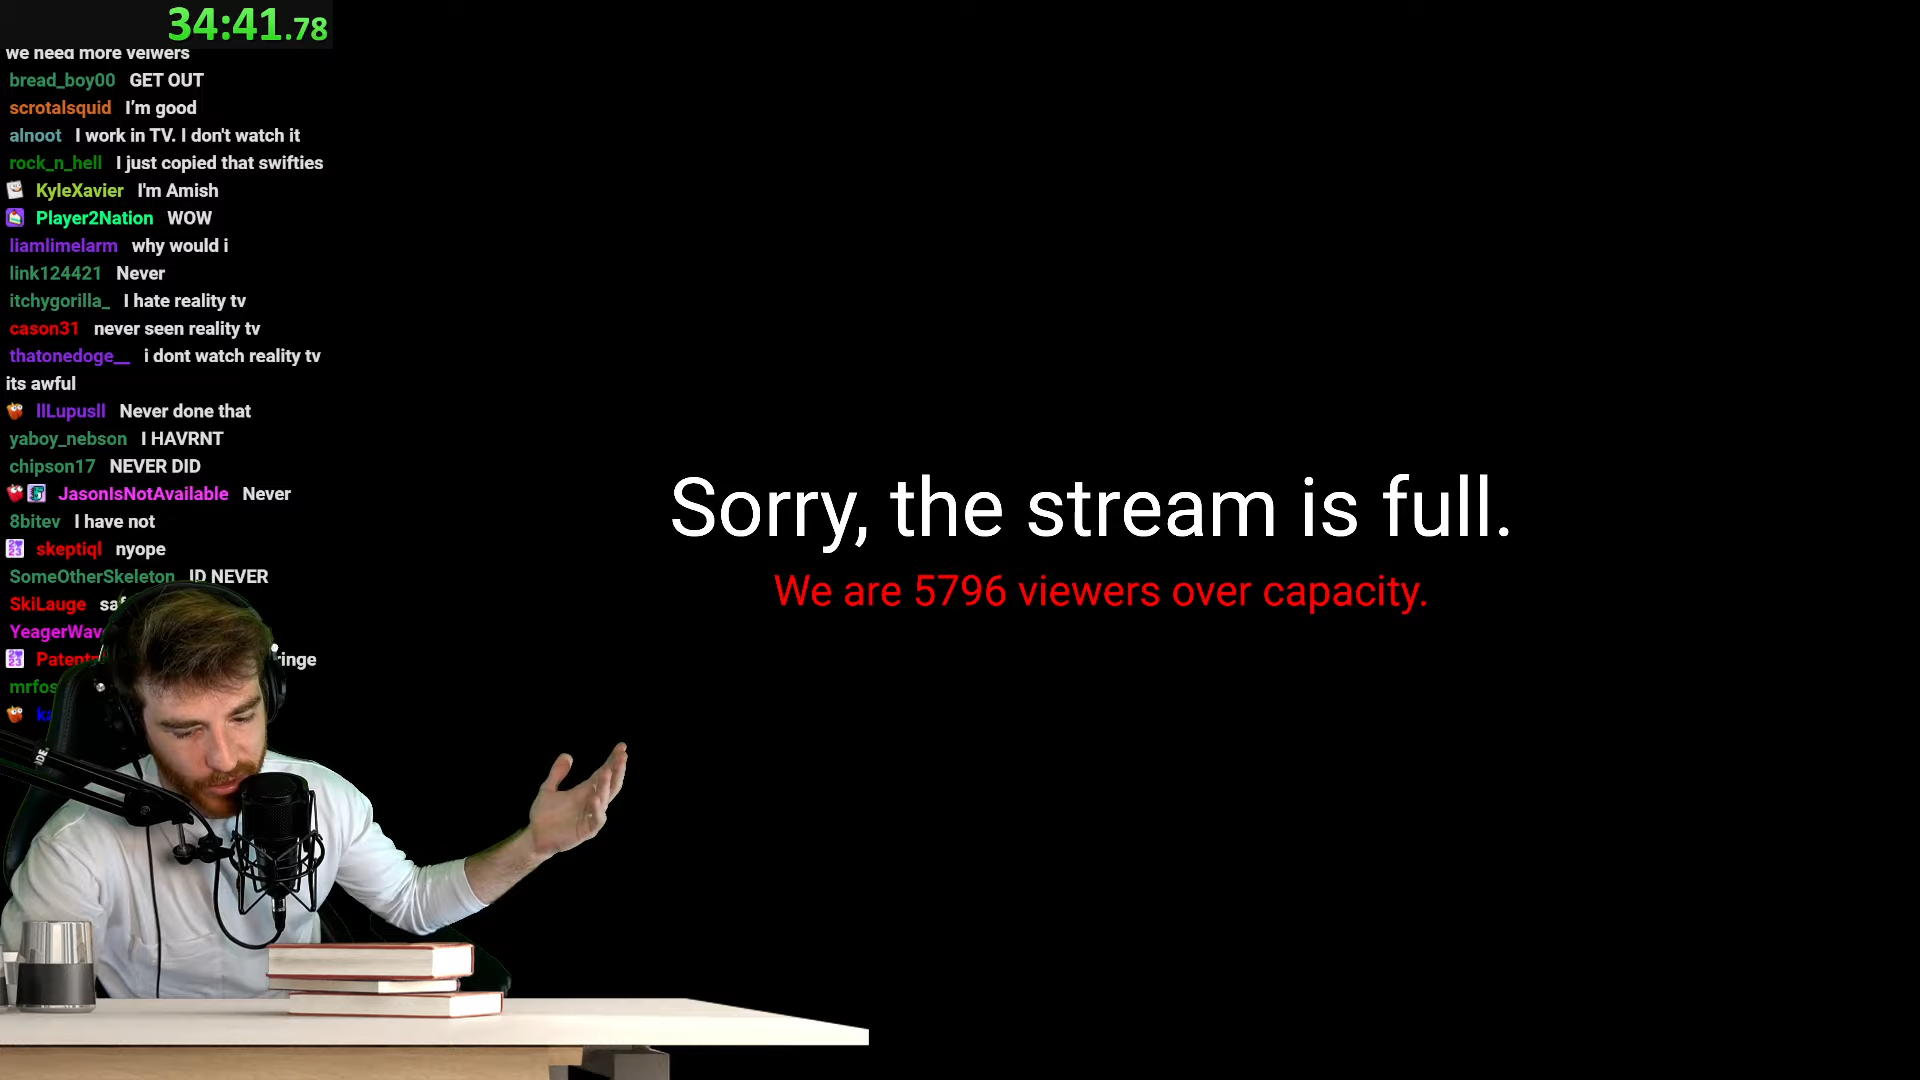 34:41.78
we need more veiwers
bread_boy00 GET OUT
scrotalsquid I'm good
alnoot I work in TV. I don't watch it
rock_n_hell I just copied that swifties
KyleXavier I'm Amish
Player2Nation WOW
liamlimelarm why would i
link124421 Never
itchygorilla_ I hate reality tv
cason31 never seen reality tv
thatonedoge__ i dont watch reality tv
its awful
llLupusll Never done that
yaboy_nebson I HAVRNT
chipson17 NEVER DID
JasonIsNotAvailable Never
8bitev I have not
skeptiql nyope
SomeOtherSkeleton ID NEVER
SkiLauge
Sorry, the stream is full.
We are 5796 viewers over capacity.